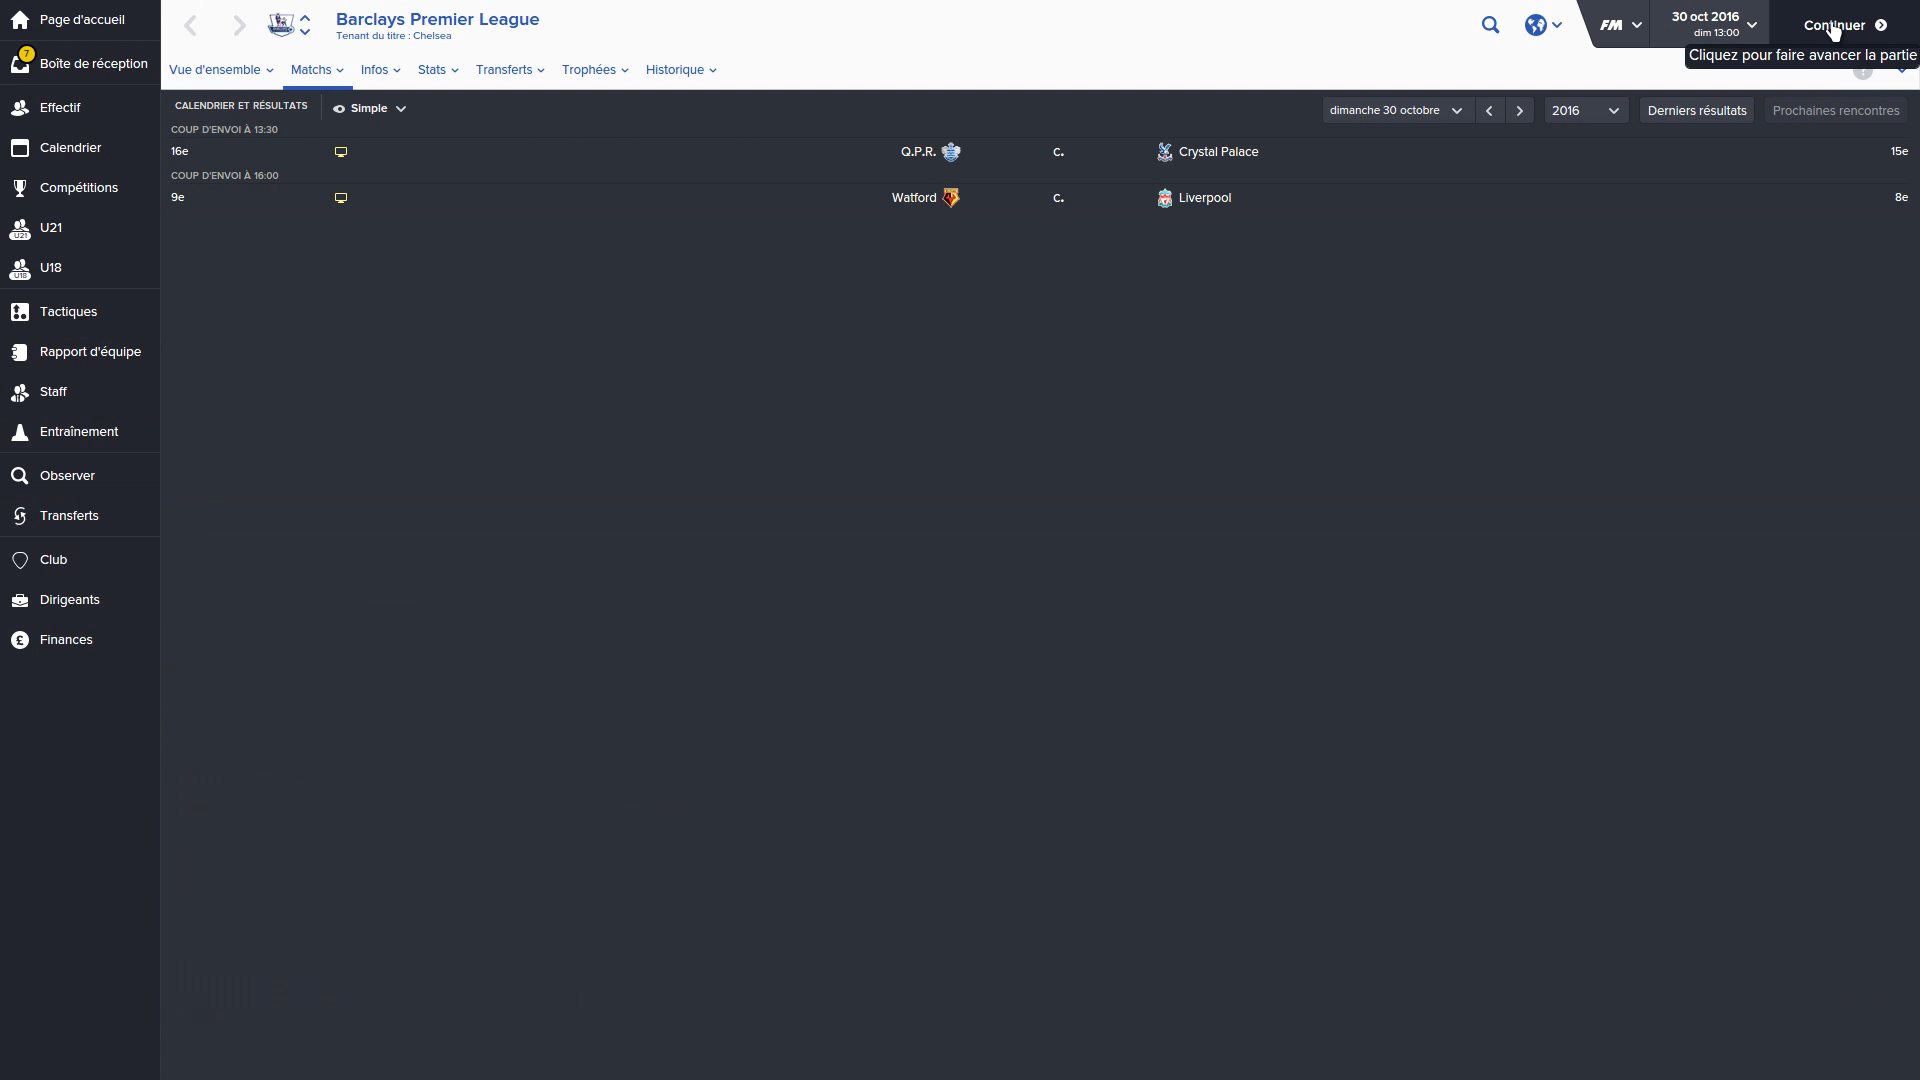 Page d'accueil
7
Boîte de réception
Effectif
Calendrier
Compétitions
U21
U21
U18
U18
Tactiques
Rapport d'équipe
Staff
Entraînement
Observer
Transferts
Club
Dirigeants
Finances
Barclays Premier League
Tenant du titre : Chelsea
FM
30 oct 2016
dim 13:00
Continuer
Cliquez pour faire avancer la partie
Vue d'ensemble Matchs Infos Stats Transferts Trophées Historique
?
CALENDRIER ET RÉSULTATS Simple dimanche 30 octobre 2016 Derniers résultats Prochaines rencontres
COUP D'ENVOI À 13:30
16e Q.P.R. c. Crystal Palace 15e
COUP D'ENVOI À 16:00
9e Watford c. Liverpool 8e